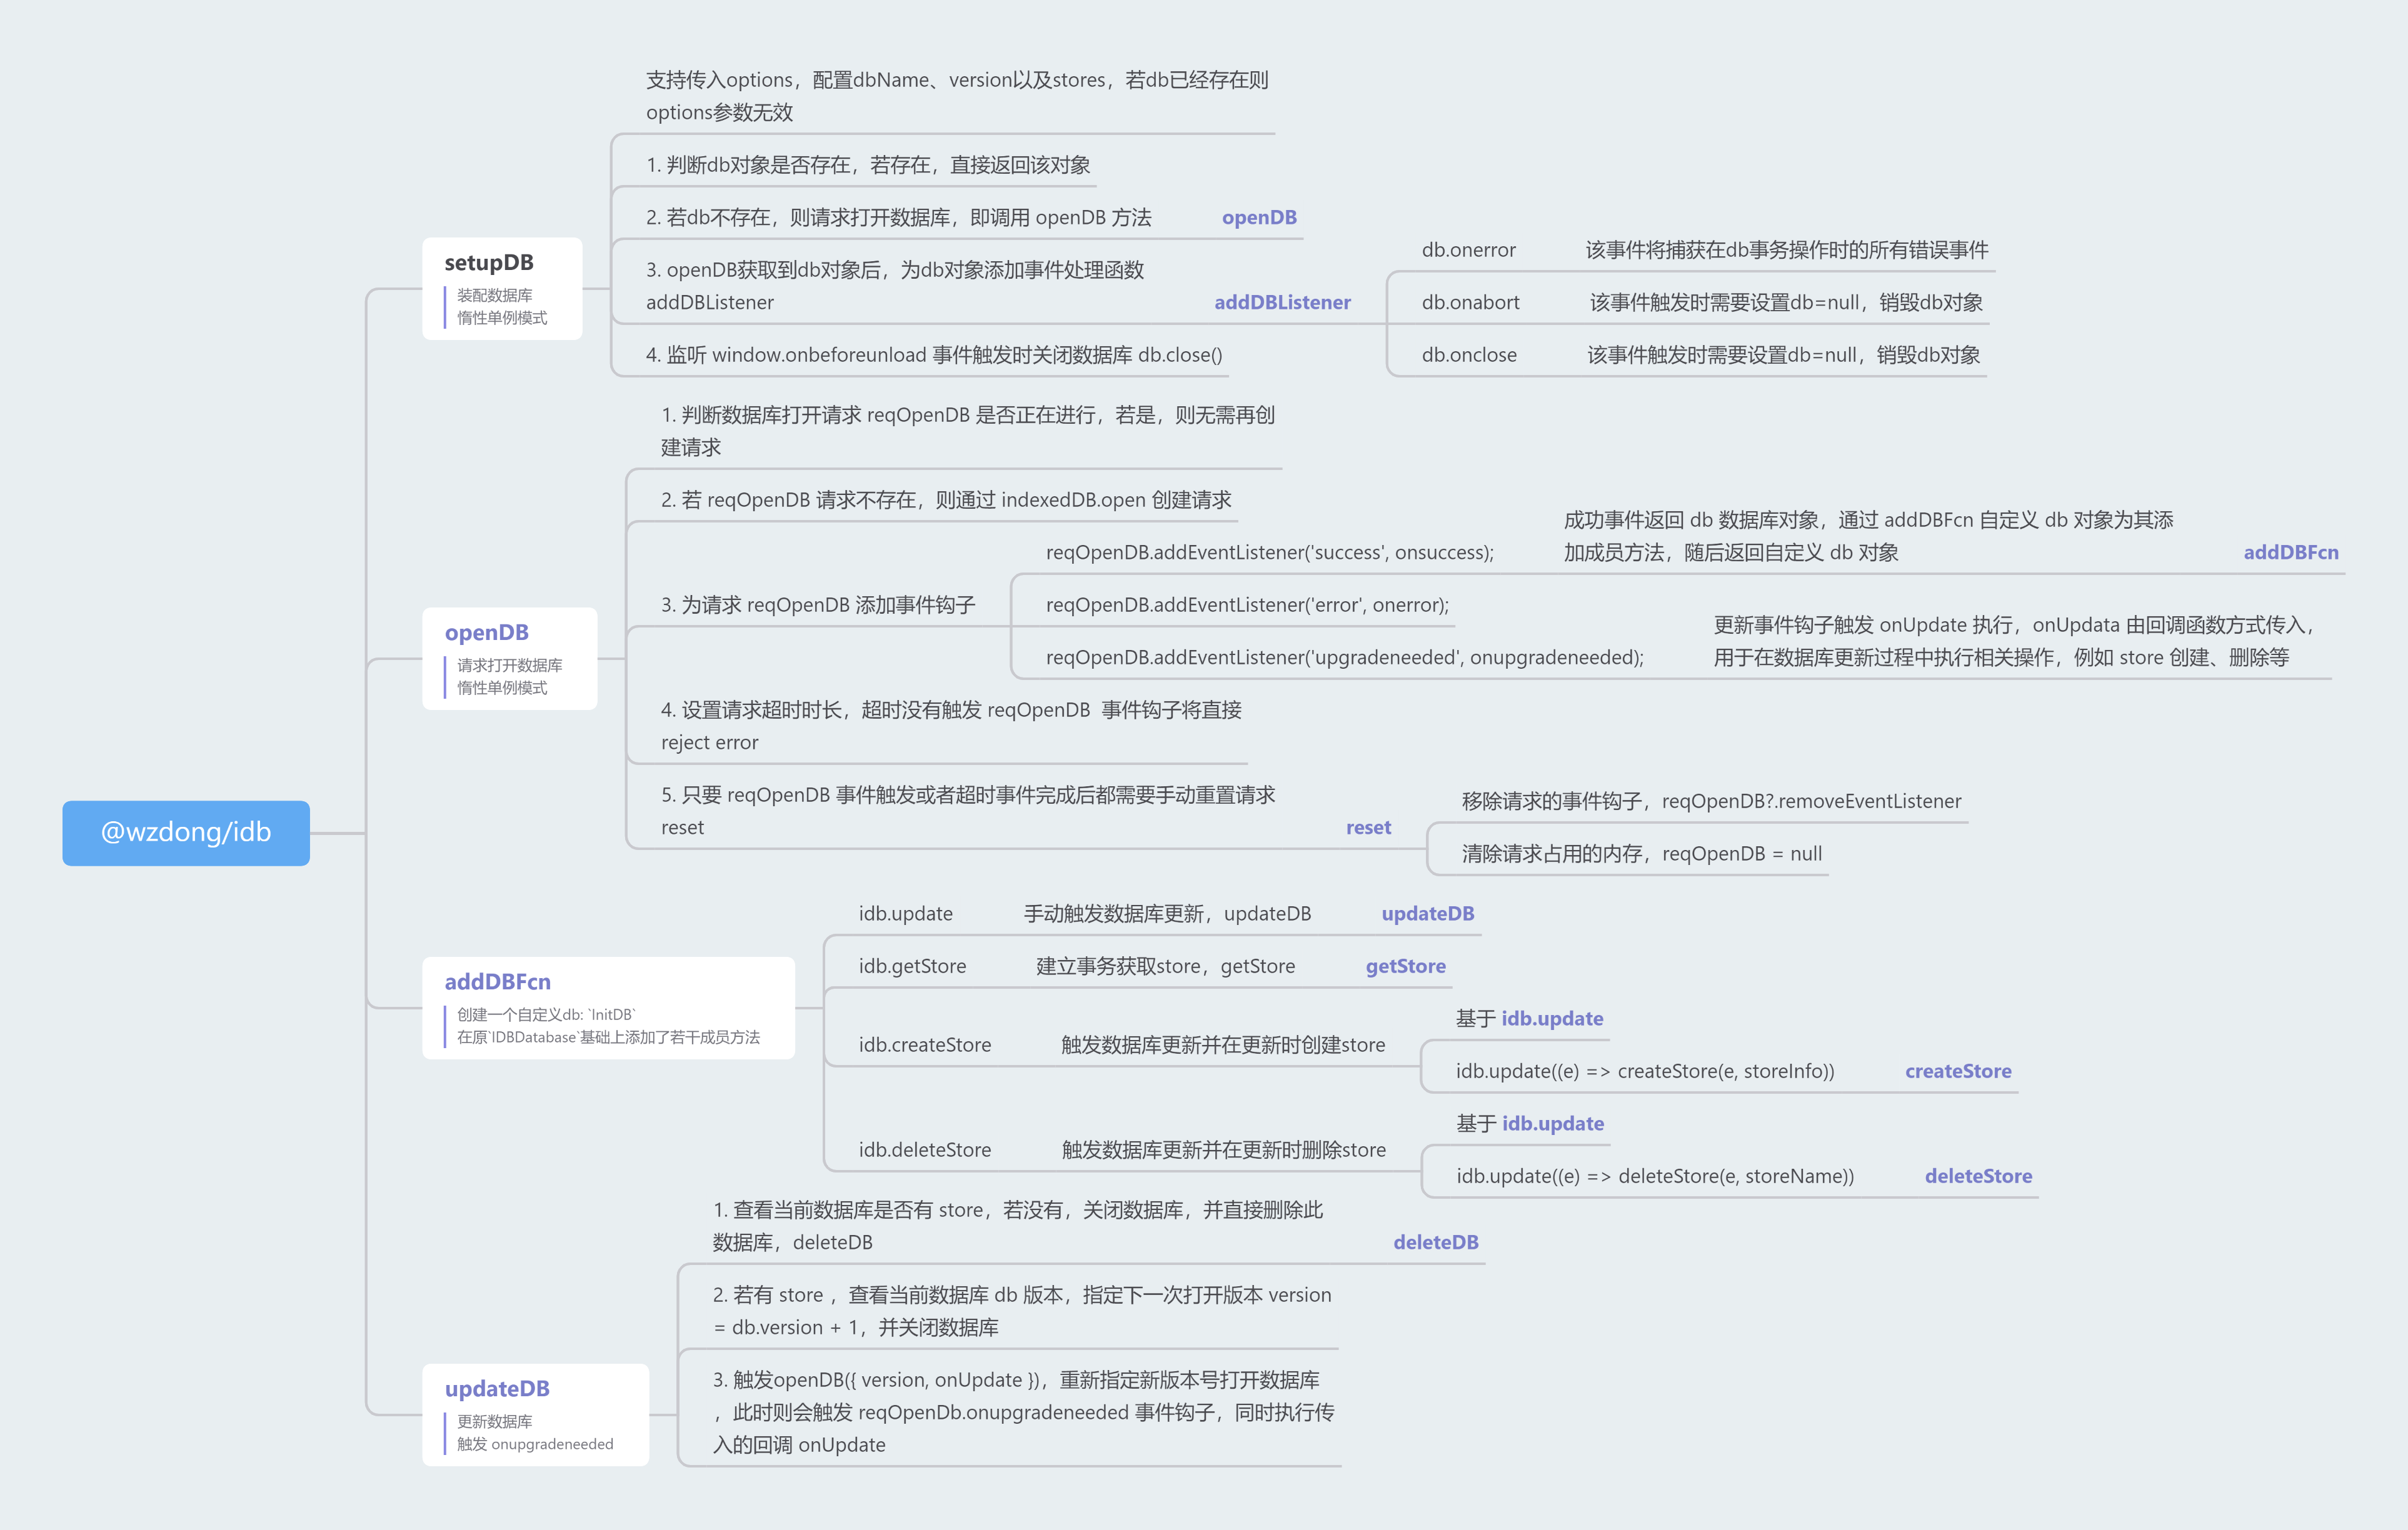 @wzdong/idb
setupDB
装配数据库
惰性单例模式
支持传入options，配置dbName、version以及stores，若db已经存在则
options参数无效
1. 判断db对象是否存在，若存在，直接返回该对象
2. 若db不存在，则请求打开数据库，即调用 openDB 方法
openDB
3. openDB获取到db对象后，为db对象添加事件处理函数
addDBListener
addDBListener
db.onerror
该事件将捕获在db事务操作时的所有错误事件
db.onabort
该事件触发时需要设置db=null，销毁db对象
db.onclose
该事件触发时需要设置db=null，销毁db对象
4. 监听 window.onbeforeunload 事件触发时关闭数据库 db.close()
openDB
请求打开数据库
惰性单例模式
1. 判断数据库打开请求 reqOpenDB 是否正在进行，若是，则无需再创
建请求
2. 若 reqOpenDB 请求不存在，则通过 indexedDB.open 创建请求
3. 为请求 reqOpenDB 添加事件钩子
reqOpenDB.addEventListener('success', onsuccess);
成功事件返回 db 数据库对象，通过 addDBFcn 自定义 db 对象为其添
加成员方法，随后返回自定义 db 对象
addDBFcn
reqOpenDB.addEventListener('error', onerror);
reqOpenDB.addEventListener('upgradeneeded', onupgradeneeded);
更新事件钩子触发 onUpdate 执行，onUpdata 由回调函数方式传入，
用于在数据库更新过程中执行相关操作，例如 store 创建、删除等
4. 设置请求超时时长，超时没有触发 reqOpenDB  事件钩子将直接
reject error
5. 只要 reqOpenDB 事件触发或者超时事件完成后都需要手动重置请求
reset
reset
移除请求的事件钩子，reqOpenDB?.removeEventListener
清除请求占用的内存，reqOpenDB = null
addDBFcn
创建一个自定义db: `InitDB`
在原`IDBDatabase`基础上添加了若干成员方法
idb.update
手动触发数据库更新，updateDB
updateDB
idb.getStore
建立事务获取store，getStore
getStore
idb.createStore
触发数据库更新并在更新时创建store
基于 idb.update
idb.update((e) => createStore(e, storeInfo))
createStore
idb.deleteStore
触发数据库更新并在更新时删除store
基于 idb.update
idb.update((e) => deleteStore(e, storeName))
deleteStore
updateDB
更新数据库
触发 onupgradeneeded
1. 查看当前数据库是否有 store，若没有，关闭数据库，并直接删除此
数据库，deleteDB
deleteDB
2. 若有 store ，查看当前数据库 db 版本，指定下一次打开版本 version
= db.version + 1，并关闭数据库
3. 触发openDB({ version, onUpdate })，重新指定新版本号打开数据库
，此时则会触发 reqOpenDb.onupgradeneeded 事件钩子，同时执行传
入的回调 onUpdate